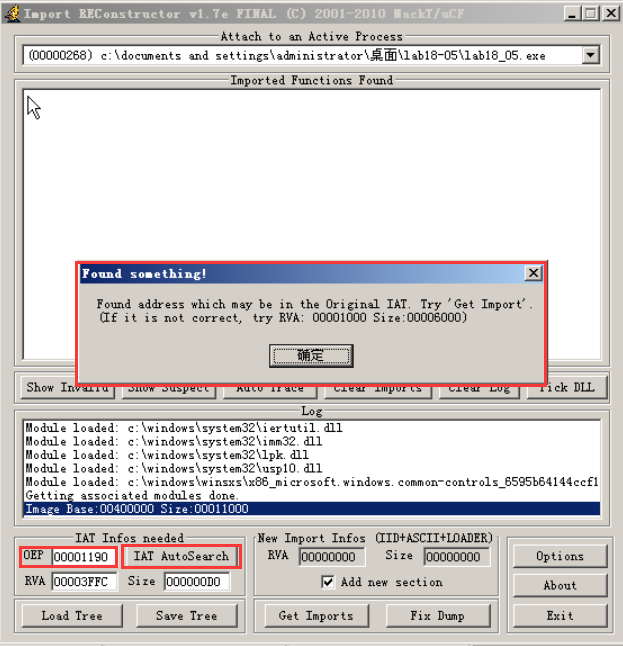 Import REConstructor v1.7e FINAL (C) 2001-2010 MackT/uCF
Attach to an Active Process
(00000268) c:\documents and settings\administrator\桌面\lab18-05\lab18_05.exe
Imported Functions Found
Found something!
Found address which may be in the Original IAT. Try 'Get Import'.
(If it is not correct, try RVA: 00001000 Size:00006000)
确定
Show Invalid Show Suspect Auto Trace Clear Imports Clear Log Pick DLL
Log
Module loaded: c:\windows\system32\iertutil.dll
Module loaded: c:\windows\system32\imm32.dll
Module loaded: c:\windows\system32\lpk.dll
Module loaded: c:\windows\system32\usp10.dll
Module loaded: c:\windows\winsxs\x86_microsoft.windows.common-controls_6595b64144ccf1
Getting associated modules done.
Image Base:00400000 Size:00011000
IAT Infos needed
New Import Infos (IID+ASCII+LOADER)
OEP 00001190 IAT AutoSearch
RVA 00000000 Size 00000000
Options
RVA 00003FFC Size 000000D0
Add new section
About
Load Tree Save Tree Get Imports Fix Dump Exit